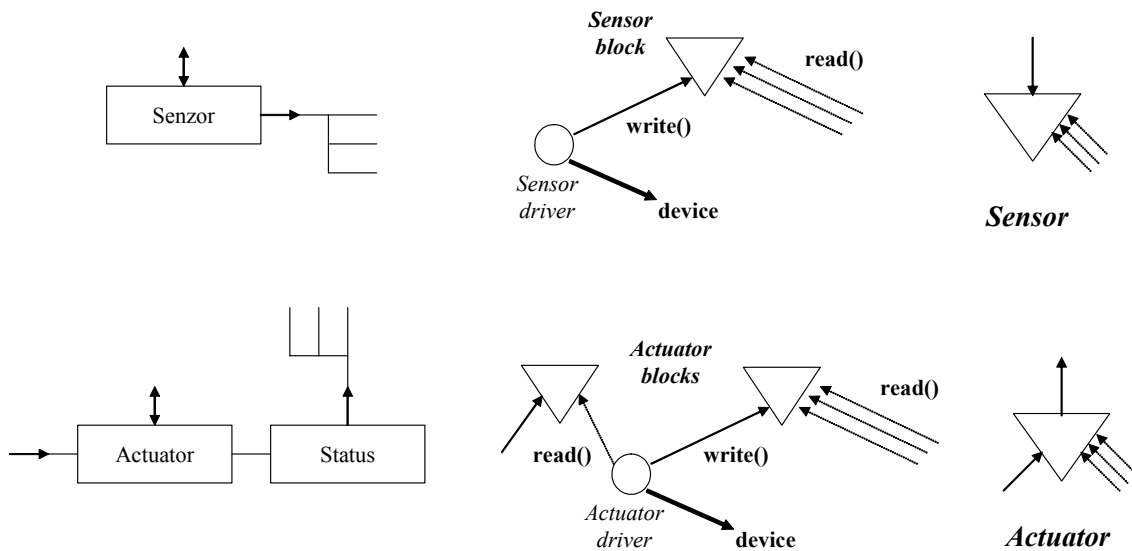 Senzor
Sensor
block
read()
write()
Sensor
driver
device
Sensor
Actuator
Status
Actuator
blocks
read()
read()
write()
Actuator
driver
device
Actuator